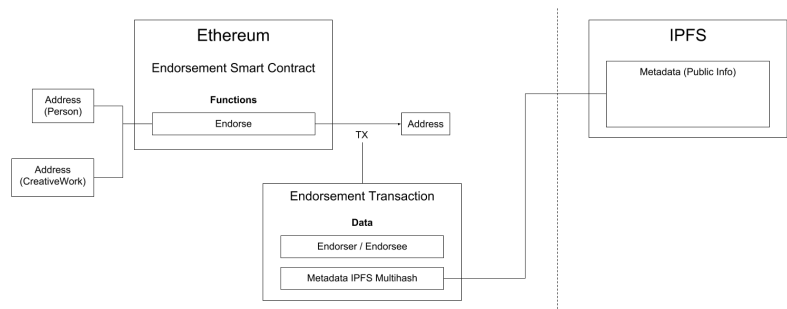 Ethereum
Endorsement Smart Contract
Functions
Endorse
Address
(Person)
Address
(CreativeWork)
TX
Address
Endorsement Transaction
Data
Endorser / Endorsee
Metadata IPFS Multihash
IPFS
Metadata (Public Info)